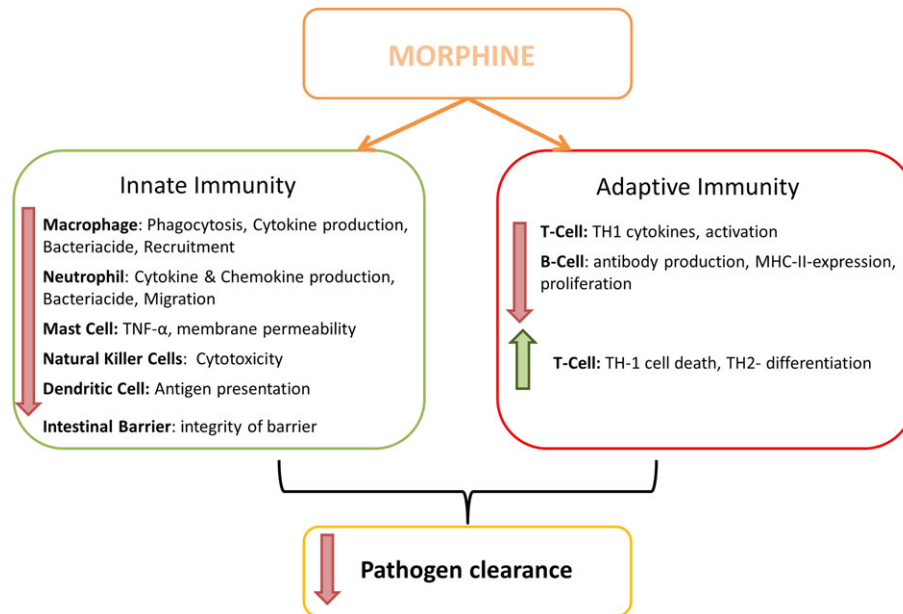 MORPHINE
Innate Immunity
Macrophage: Phagocytosis, Cytokine production,
Bacteriacide, Recruitment
Neutrophil: Cytokine & Chemokine production,
Bacteriacide, Migration
Mast Cell: TNF-α, membrane permeability
Natural Killer Cells: Cytotoxicity
Dendritic Cell: Antigen presentation
Intestinal Barrier: integrity of barrier
Adaptive Immunity
T-Cell: TH1 cytokines, activation
B-Cell: antibody production, MHC-II-expression,
proliferation
T-Cell: TH-1 cell death, TH2- differentiation
Pathogen clearance